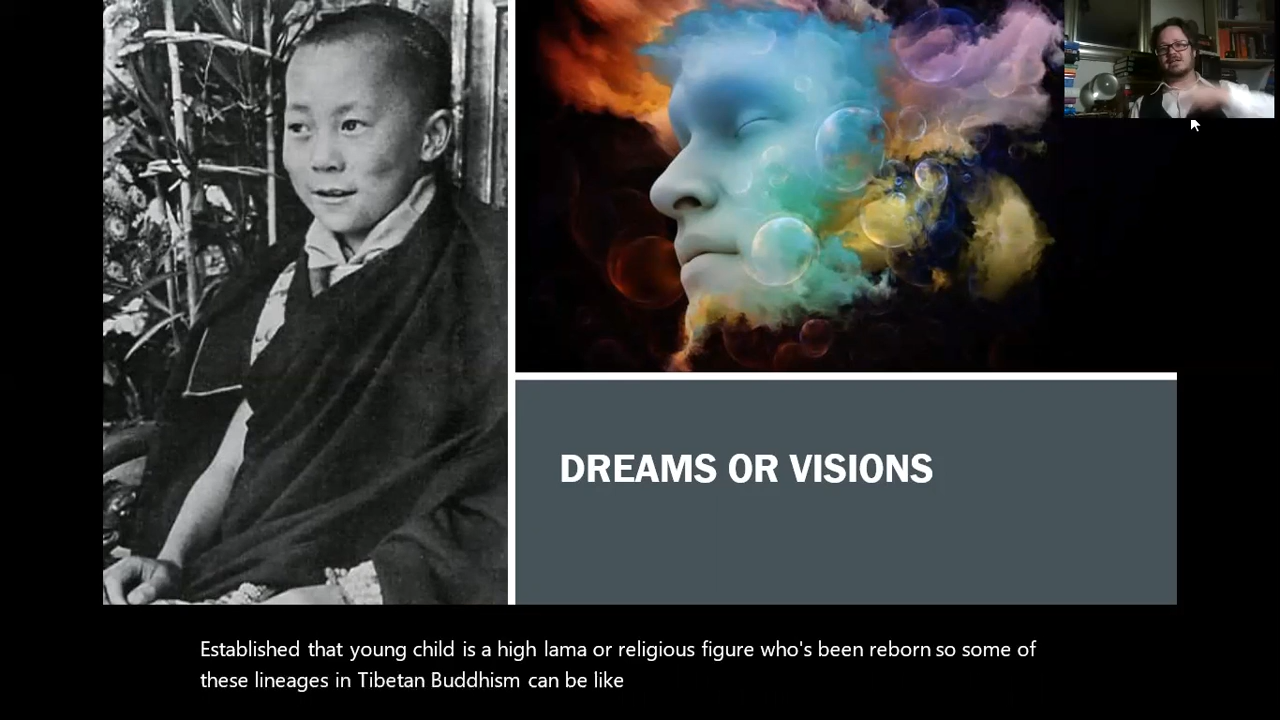 DREAMS OR VISIONS
Established that young child is a high lama or religious figure who's been reborn so some of
these lineages in Tibetan Buddhism can be like